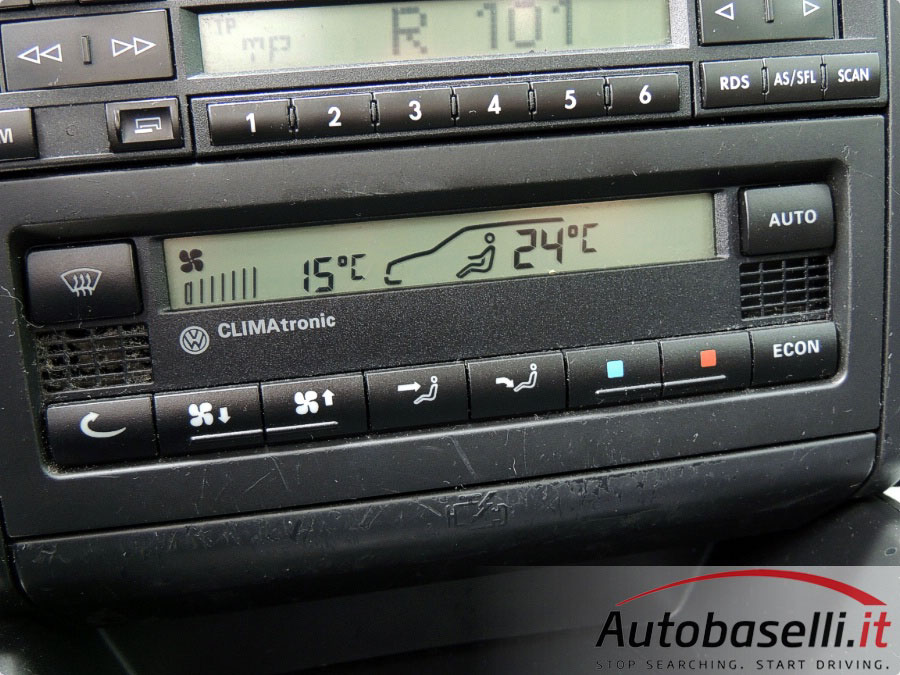 TP
mp R 101
RDS AS/SFL SCAN
1 2 3 4 5 6
M
AUTO
15°C 24°C
CLIMAtronic
ECON
Autobaselli.it
STOP SEARCHING. START DRIVING.